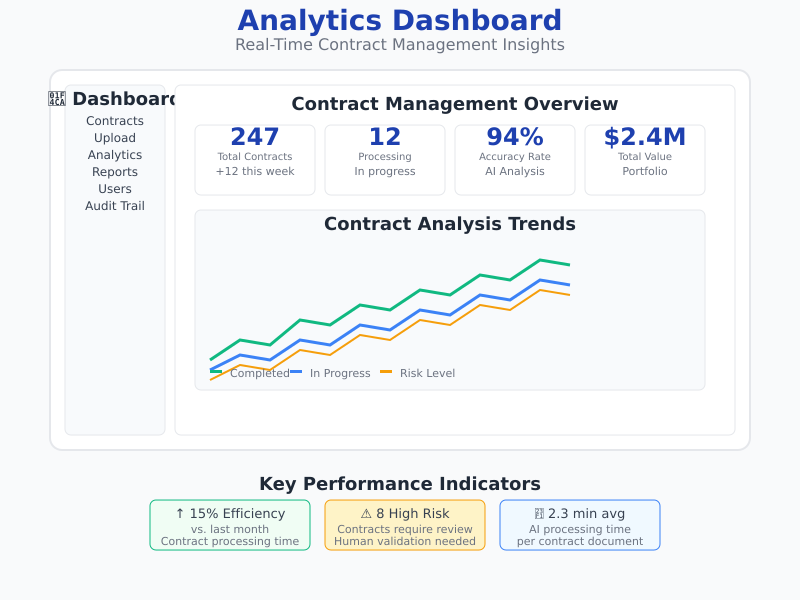 Analytics Dashboard
Real-Time Contract Management Insights
Dashboard
Contracts
Upload
Analytics
Reports
Users
Audit Trail
Contract Management Overview
247
Total Contracts
+12 this week
12
Processing
In progress
94%
Accuracy Rate
AI Analysis
$2.4M
Total Value
Portfolio
Contract Analysis Trends
Completed
In Progress
Risk Level
Key Performance Indicators
↑ 15% Efficiency
vs. last month
Contract processing time
⚠ 8 High Risk
Contracts require review
Human validation needed
2.3 min avg
AI processing time
per contract document